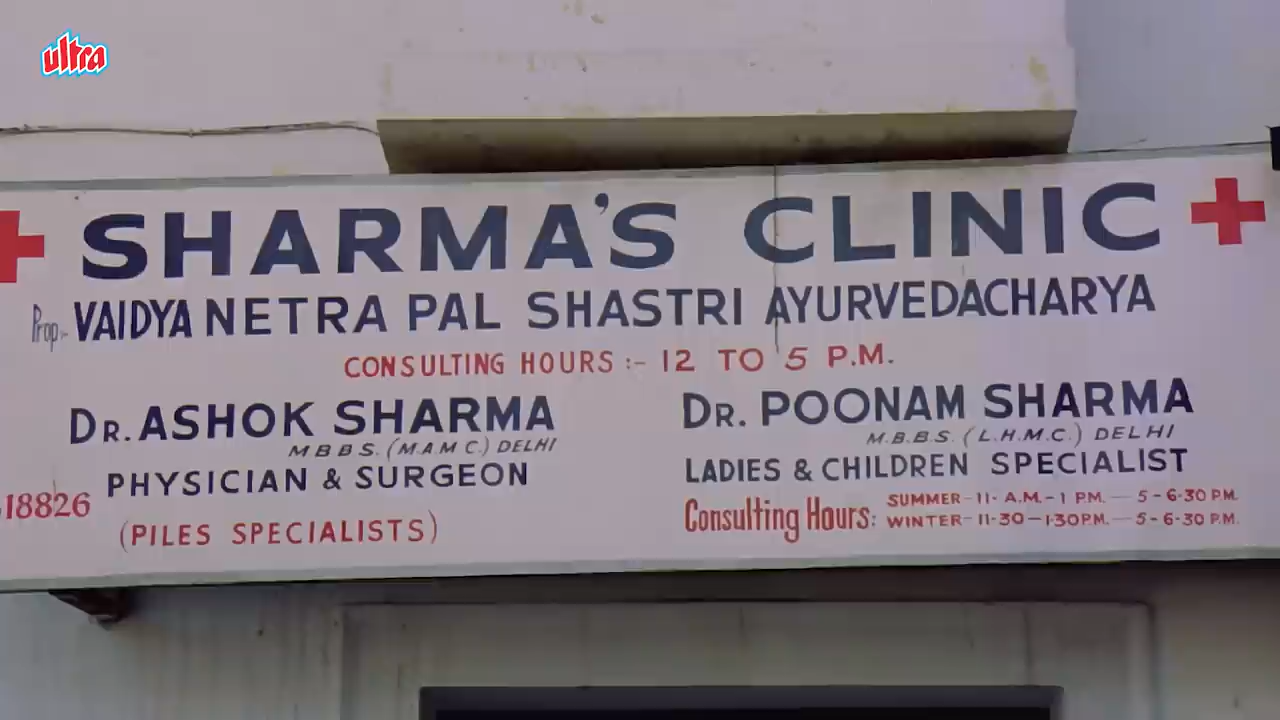 ultra
SHARMA'S CLINIC
Prop:- VAIDYA NETRA PAL SHASTRI AYURVEDACHARYA
CONSULTING HOURS :- 12 TO 5 P.M.
DR. ASHOK SHARMA
M.B.B.S. (M.A.M.C.) DELHI
PHYSICIAN & SURGEON
18826
(PILES SPECIALISTS)
DR. POONAM SHARMA
M.B.B.S. (L.H.M.C.) DELHI
LADIES & CHILDREN SPECIALIST
Consulting Hours: SUMMER-11- A.M.-1 P.M. — 5-6-30 P.M.
WINTER-11-30-1-30 P.M. — 5-6-30 P.M.